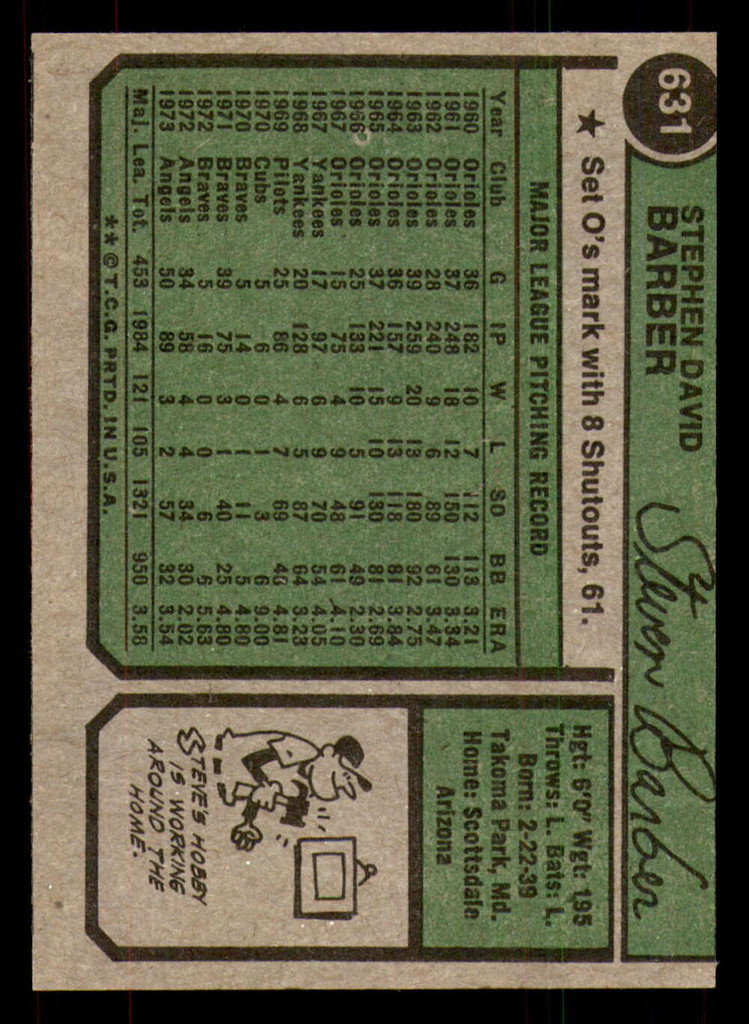 631
STEPHEN DAVID
BARBER
Steven Barber
★ Set O's mark with 8 Shutouts, 61.
MAJOR LEAGUE PITCHING RECORD
Year Club G IP W L SO BB ERA
1960 Orioles 36 182 10 7 112 113 3.21
1961 Orioles 37 248 18 12 150 130 3.34
1962 Orioles 28 240 9 6 89 61 3.47
1963 Orioles 39 259 20 13 180 92 2.75
1964 Orioles 36 157 9 13 118 81 3.84
1965 Orioles 37 221 15 10 130 81 2.69
1966 Orioles 25 133 10 5 91 49 2.30
1967 Orioles 15 75 4 9 48 61 4.10
1967 Yankees 17 97 6 9 70 54 4.05
1968 Yankees 20 128 6 5 87 64 3.23
1969 Pilots 25 86 4 7 69 48 4.81
1970 Cubs 5 6 0 1 3 6 9.00
1970 Braves 5 14 0 1 11 5 4.80
1971 Braves 39 75 3 1 40 25 4.80
1972 Braves 5 16 0 0 6 6 5.63
1972 Angels 34 58 4 4 34 30 2.02
1973 Angels 50 89 3 2 57 32 3.54
Maj. Lea. Tot. 453 1984 121 105 1321 950 3.58
**©T.C.G. PRTD. IN U.S.A.
Hgt: 6'0" Wgt: 195
Throws: L. Bats: L.
Born: 2-22-39
Takoma Park, Md.
Home: Scottsdale
Arizona
STEVE'S HOBBY
IS WORKING
AROUND THE
HOME.